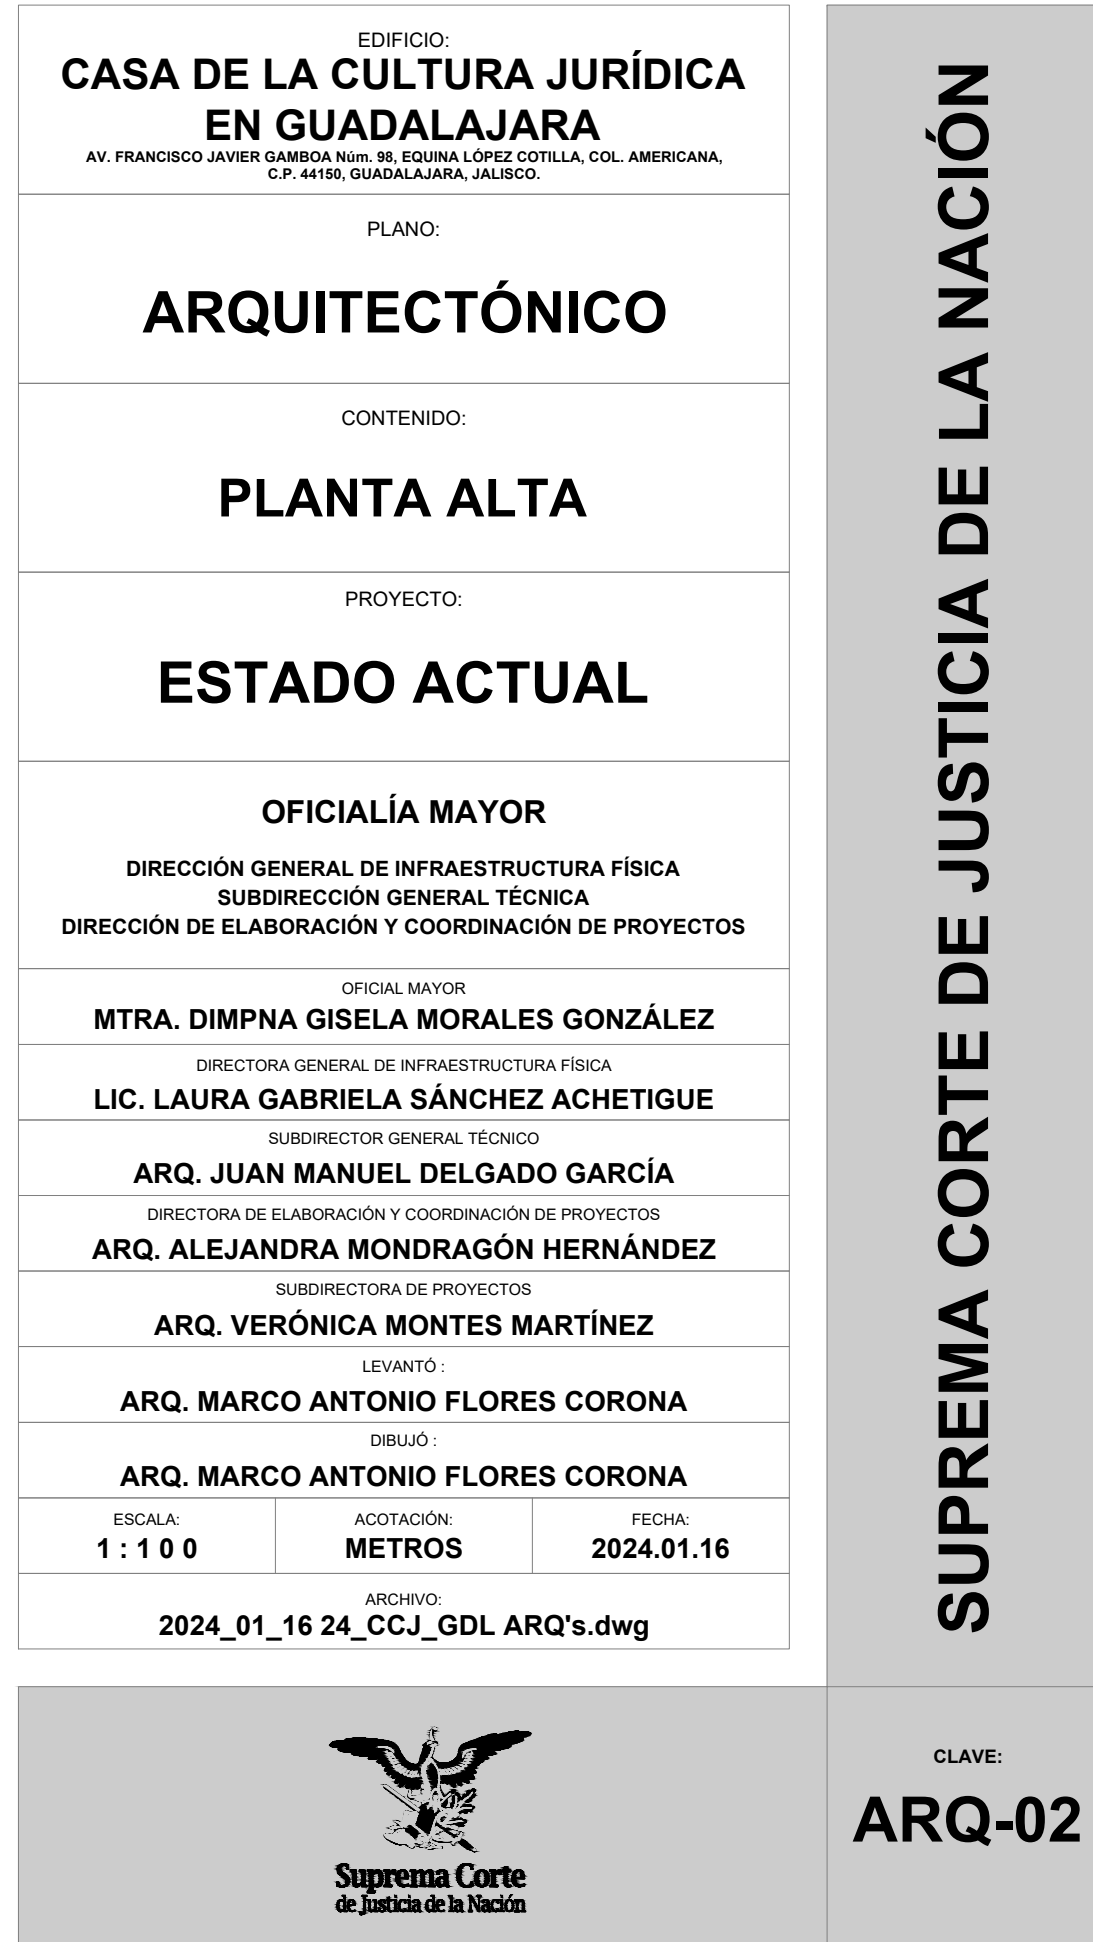 EDIFICIO:
CASA DE LA CULTURA JURÍDICA
EN GUADALAJARA
AV. FRANCISCO JAVIER GAMBOA Núm. 98, EQUINA LÓPEZ COTILLA, COL. AMERICANA,
C.P. 44150, GUADALAJARA, JALISCO.
PLANO:
ARQUITECTÓNICO
CONTENIDO:
PLANTA ALTA
PROYECTO:
ESTADO ACTUAL
OFICIALÍA MAYOR
DIRECCIÓN GENERAL DE INFRAESTRUCTURA FÍSICA
SUBDIRECCIÓN GENERAL TÉCNICA
DIRECCIÓN DE ELABORACIÓN Y COORDINACIÓN DE PROYECTOS
OFICIAL MAYOR
MTRA. DIMPNA GISELA MORALES GONZÁLEZ
DIRECTORA GENERAL DE INFRAESTRUCTURA FÍSICA
LIC. LAURA GABRIELA SÁNCHEZ ACHETIGUE
SUBDIRECTOR GENERAL TÉCNICO
ARQ. JUAN MANUEL DELGADO GARCÍA
DIRECTORA DE ELABORACIÓN Y COORDINACIÓN DE PROYECTOS
ARQ. ALEJANDRA MONDRAGÓN HERNÁNDEZ
SUBDIRECTORA DE PROYECTOS
ARQ. VERÓNICA MONTES MARTÍNEZ
LEVANTÓ :
ARQ. MARCO ANTONIO FLORES CORONA
DIBUJÓ :
ARQ. MARCO ANTONIO FLORES CORONA
ESCALA:
1 : 1 0 0
ACOTACIÓN:
METROS
FECHA:
2024.01.16
ARCHIVO:
2024_01_16 24_CCJ_GDL ARQ's.dwg
SUPREMA CORTE DE JUSTICIA DE LA NACIÓN
Suprema Corte
de Justicia de la Nación
CLAVE:
ARQ-02